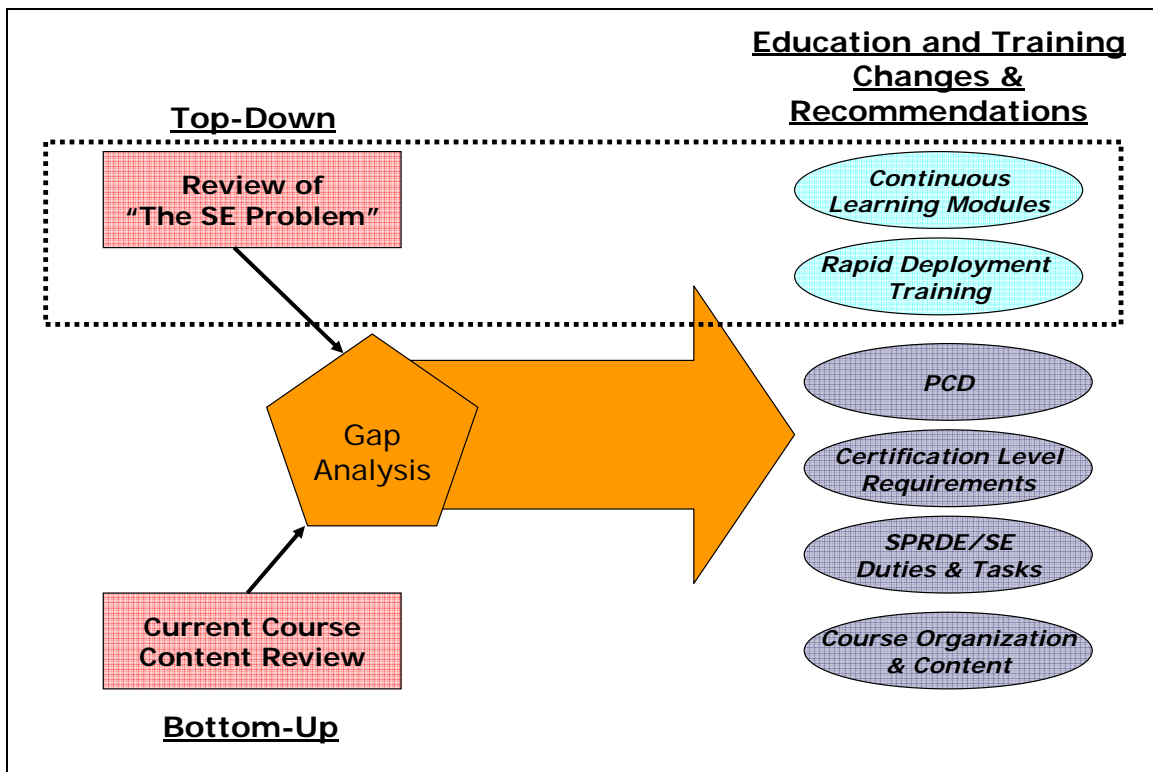 Education and Training
Changes &
Recommendations
Top-Down
Review of
“The SE Problem”
Continuous
Learning Modules
Rapid Deployment
Training
Gap
Analysis
PCD
Certification Level
Requirements
SPRDE/SE
Duties & Tasks
Current Course
Content Review
Course Organization
& Content
Bottom-Up